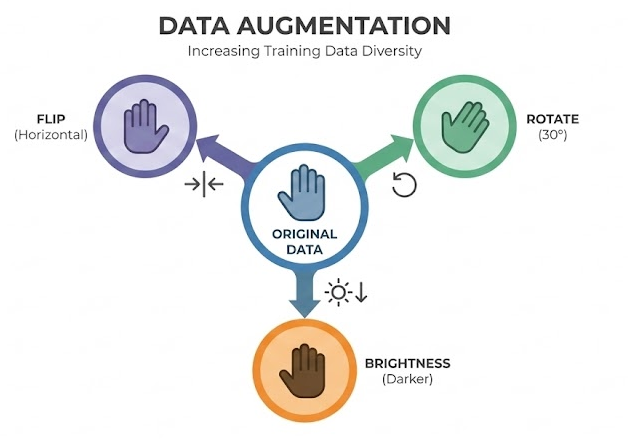 DATA AUGMENTATION
Increasing Training Data Diversity
FLIP
(Horizontal)
ROTATE
(30°)
ORIGINAL
DATA
BRIGHTNESS
(Darker)